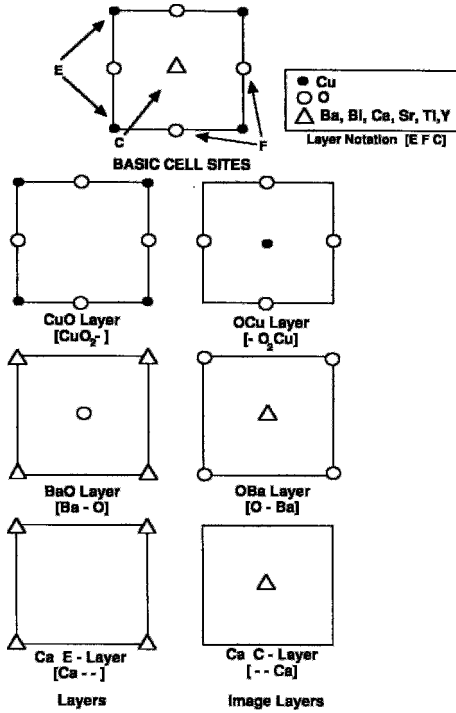 E
C
F
BASIC CELL SITES
Cu
O
Ba, Bi, Ca, Sr, Tl,Y
Layer Notation [E F C]
CuO Layer
[CuO2- ]
OCu Layer
[- O2Cu]
BaO Layer
[Ba - O]
OBa Layer
[O - Ba]
Ca E - Layer
[Ca - - ]
Ca C - Layer
[ - - Ca]
Layers
Image Layers